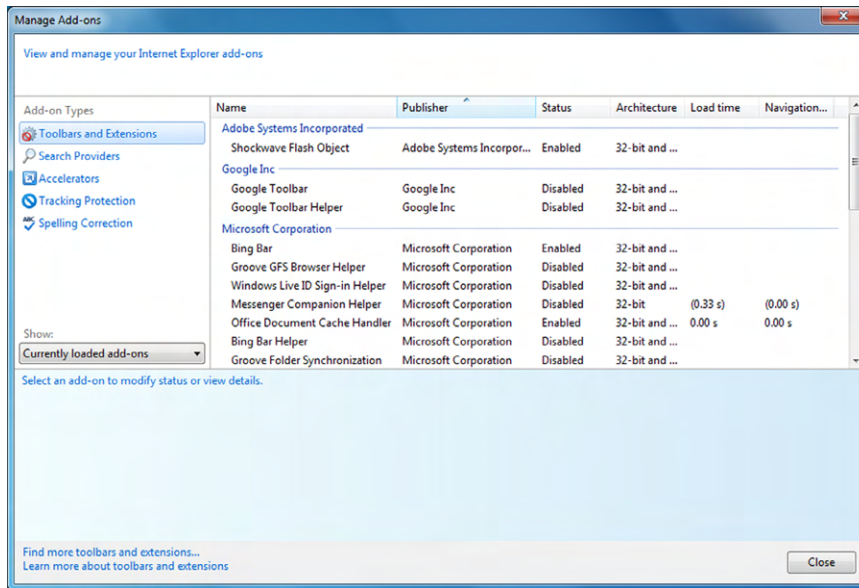 Manage Add-ons
View and manage your Internet Explorer add-ons
Add-on Types
Toolbars and Extensions
Search Providers
Accelerators
Tracking Protection
Spelling Correction
Show:
Currently loaded add-ons
Name Publisher Status Architecture Load time Navigation...
Adobe Systems Incorporated
Shockwave Flash Object Adobe Systems Incorpor... Enabled 32-bit and ...
Google Inc
Google Toolbar Google Inc Disabled 32-bit and ...
Google Toolbar Helper Google Inc Disabled 32-bit and ...
Microsoft Corporation
Bing Bar Microsoft Corporation Enabled 32-bit and ...
Groove GFS Browser Helper Microsoft Corporation Disabled 32-bit and ...
Windows Live ID Sign-in Helper Microsoft Corporation Disabled 32-bit and ...
Messenger Companion Helper Microsoft Corporation Disabled 32-bit (0.33 s) (0.00 s)
Office Document Cache Handler Microsoft Corporation Enabled 32-bit and ... 0.00 s 0.00 s
Bing Bar Helper Microsoft Corporation Disabled 32-bit and ...
Groove Folder Synchronization Microsoft Corporation Disabled 32-bit and ...
Select an add-on to modify status or view details.
Find more toolbars and extensions...
Learn more about toolbars and extensions
Close